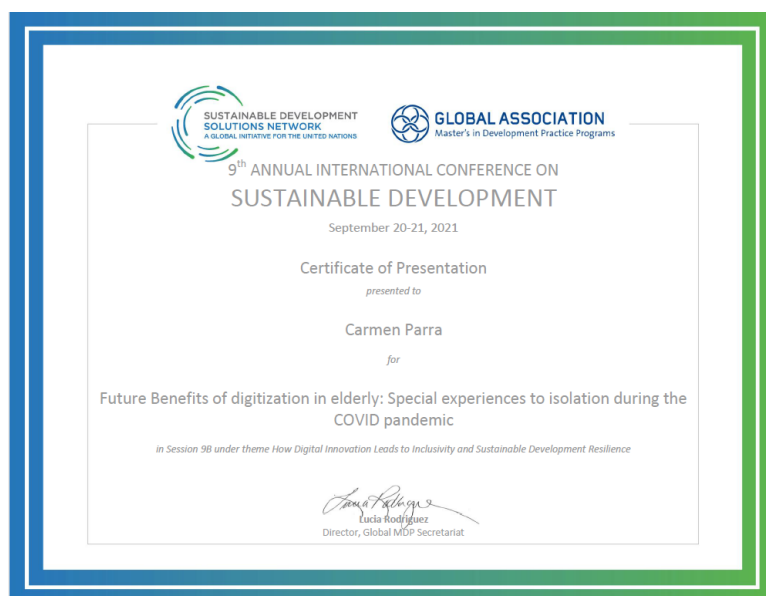 SUSTAINABLE DEVELOPMENT
SOLUTIONS NETWORK
A GLOBAL INITIATIVE FOR THE UNITED NATIONS
GLOBAL ASSOCIATION
Master's in Development Practice Programs
9th ANNUAL INTERNATIONAL CONFERENCE ON
SUSTAINABLE DEVELOPMENT
September 20-21, 2021
Certificate of Presentation
presented to
Carmen Parra
for
Future Benefits of digitization in elderly: Special experiences to isolation during the
COVID pandemic
in Session 9B under theme How Digital Innovation Leads to Inclusivity and Sustainable Development Resilience
Lucia Rodriguez
Lucia Rodriguez
Director, Global MDP Secretariat